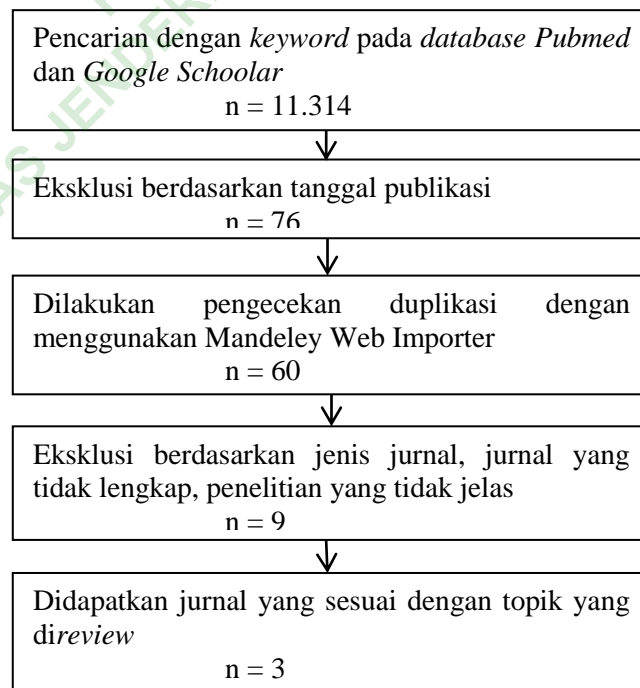 AS JENDER
Pencarian dengan keyword pada database Pubmed
dan Google Schoolar
n = 11.314
Eksklusi berdasarkan tanggal publikasi
n = 76
Dilakukan pengecekan duplikasi dengan
menggunakan Mandeley Web Importer
n = 60
Eksklusi berdasarkan jenis jurnal, jurnal yang
tidak lengkap, penelitian yang tidak jelas
n = 9
Didapatkan jurnal yang sesuai dengan topik yang
direview
n = 3